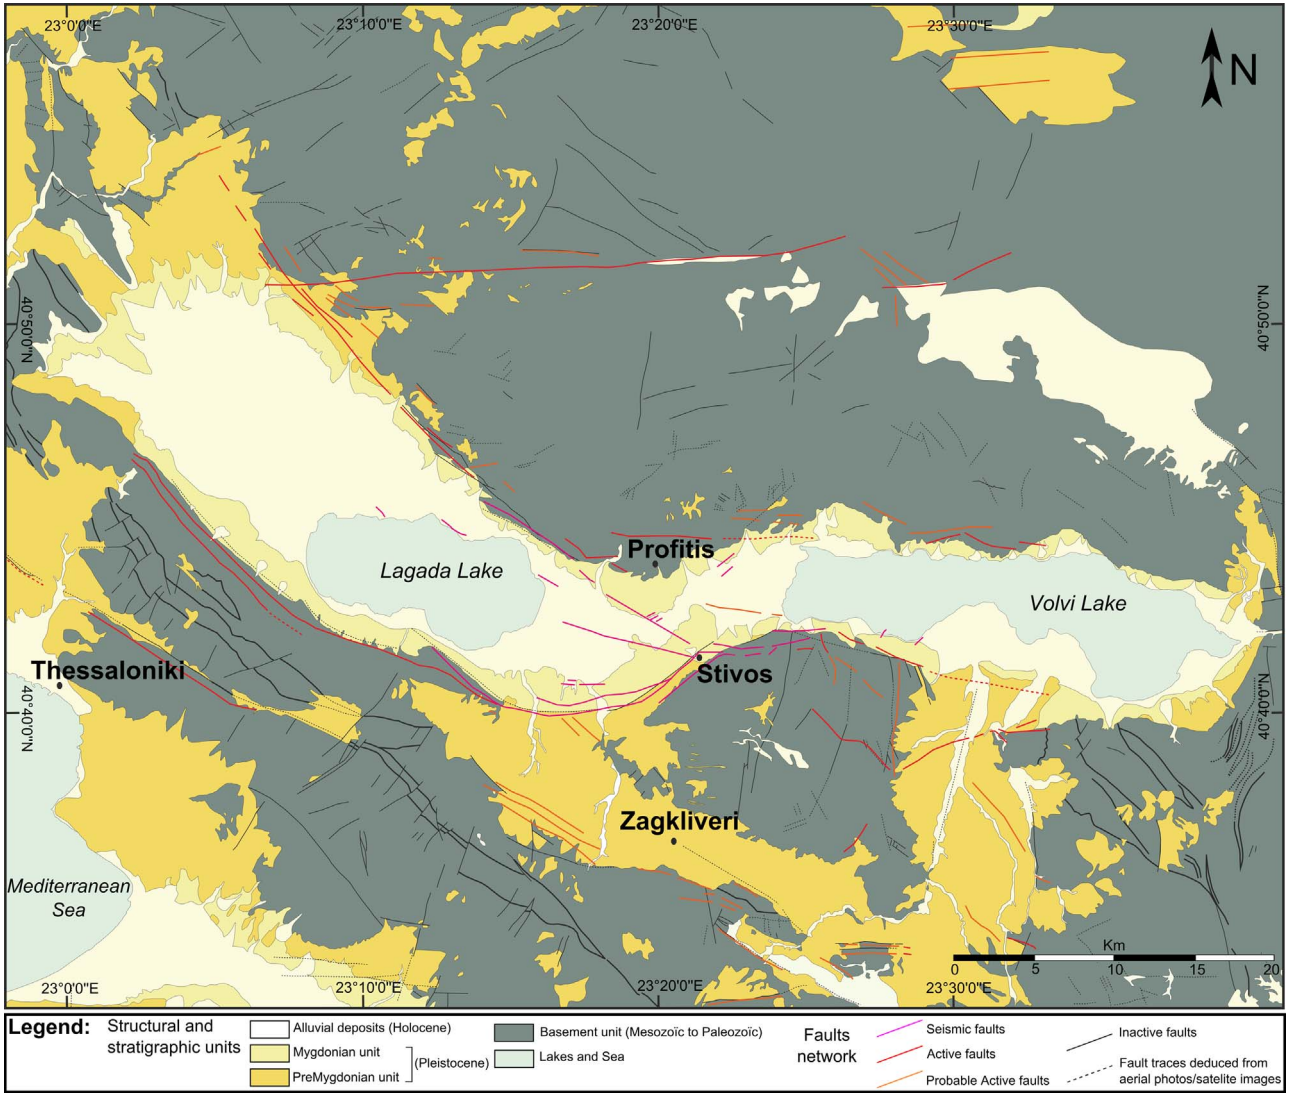 23°0'0"E
23°10'0"E
23°20'0"E
23°30'0"E
N
40°50'0"N
40°50'0"N
Profitis
Lagada Lake
Volvi Lake
Thessaloniki
Stivos
40°40'0"N
40°40'0"N
Zagkliveri
Mediterranean
Sea
Km
0 5 10 15 20
23°0'0"E
23°10'0"E
23°20'0"E
23°30'0"E
Legend:
Structural and
stratigraphic units
Alluvial deposits (Holocene)
Mygdonian unit
PreMygdonian unit
(Pleistocene)
Basement unit (Mesozoïc to Paleozoïc)
Lakes and Sea
Faults
network
Seismic faults
Active faults
Probable Active faults
Inactive faults
Fault traces deduced from
aerial photos/satelite images